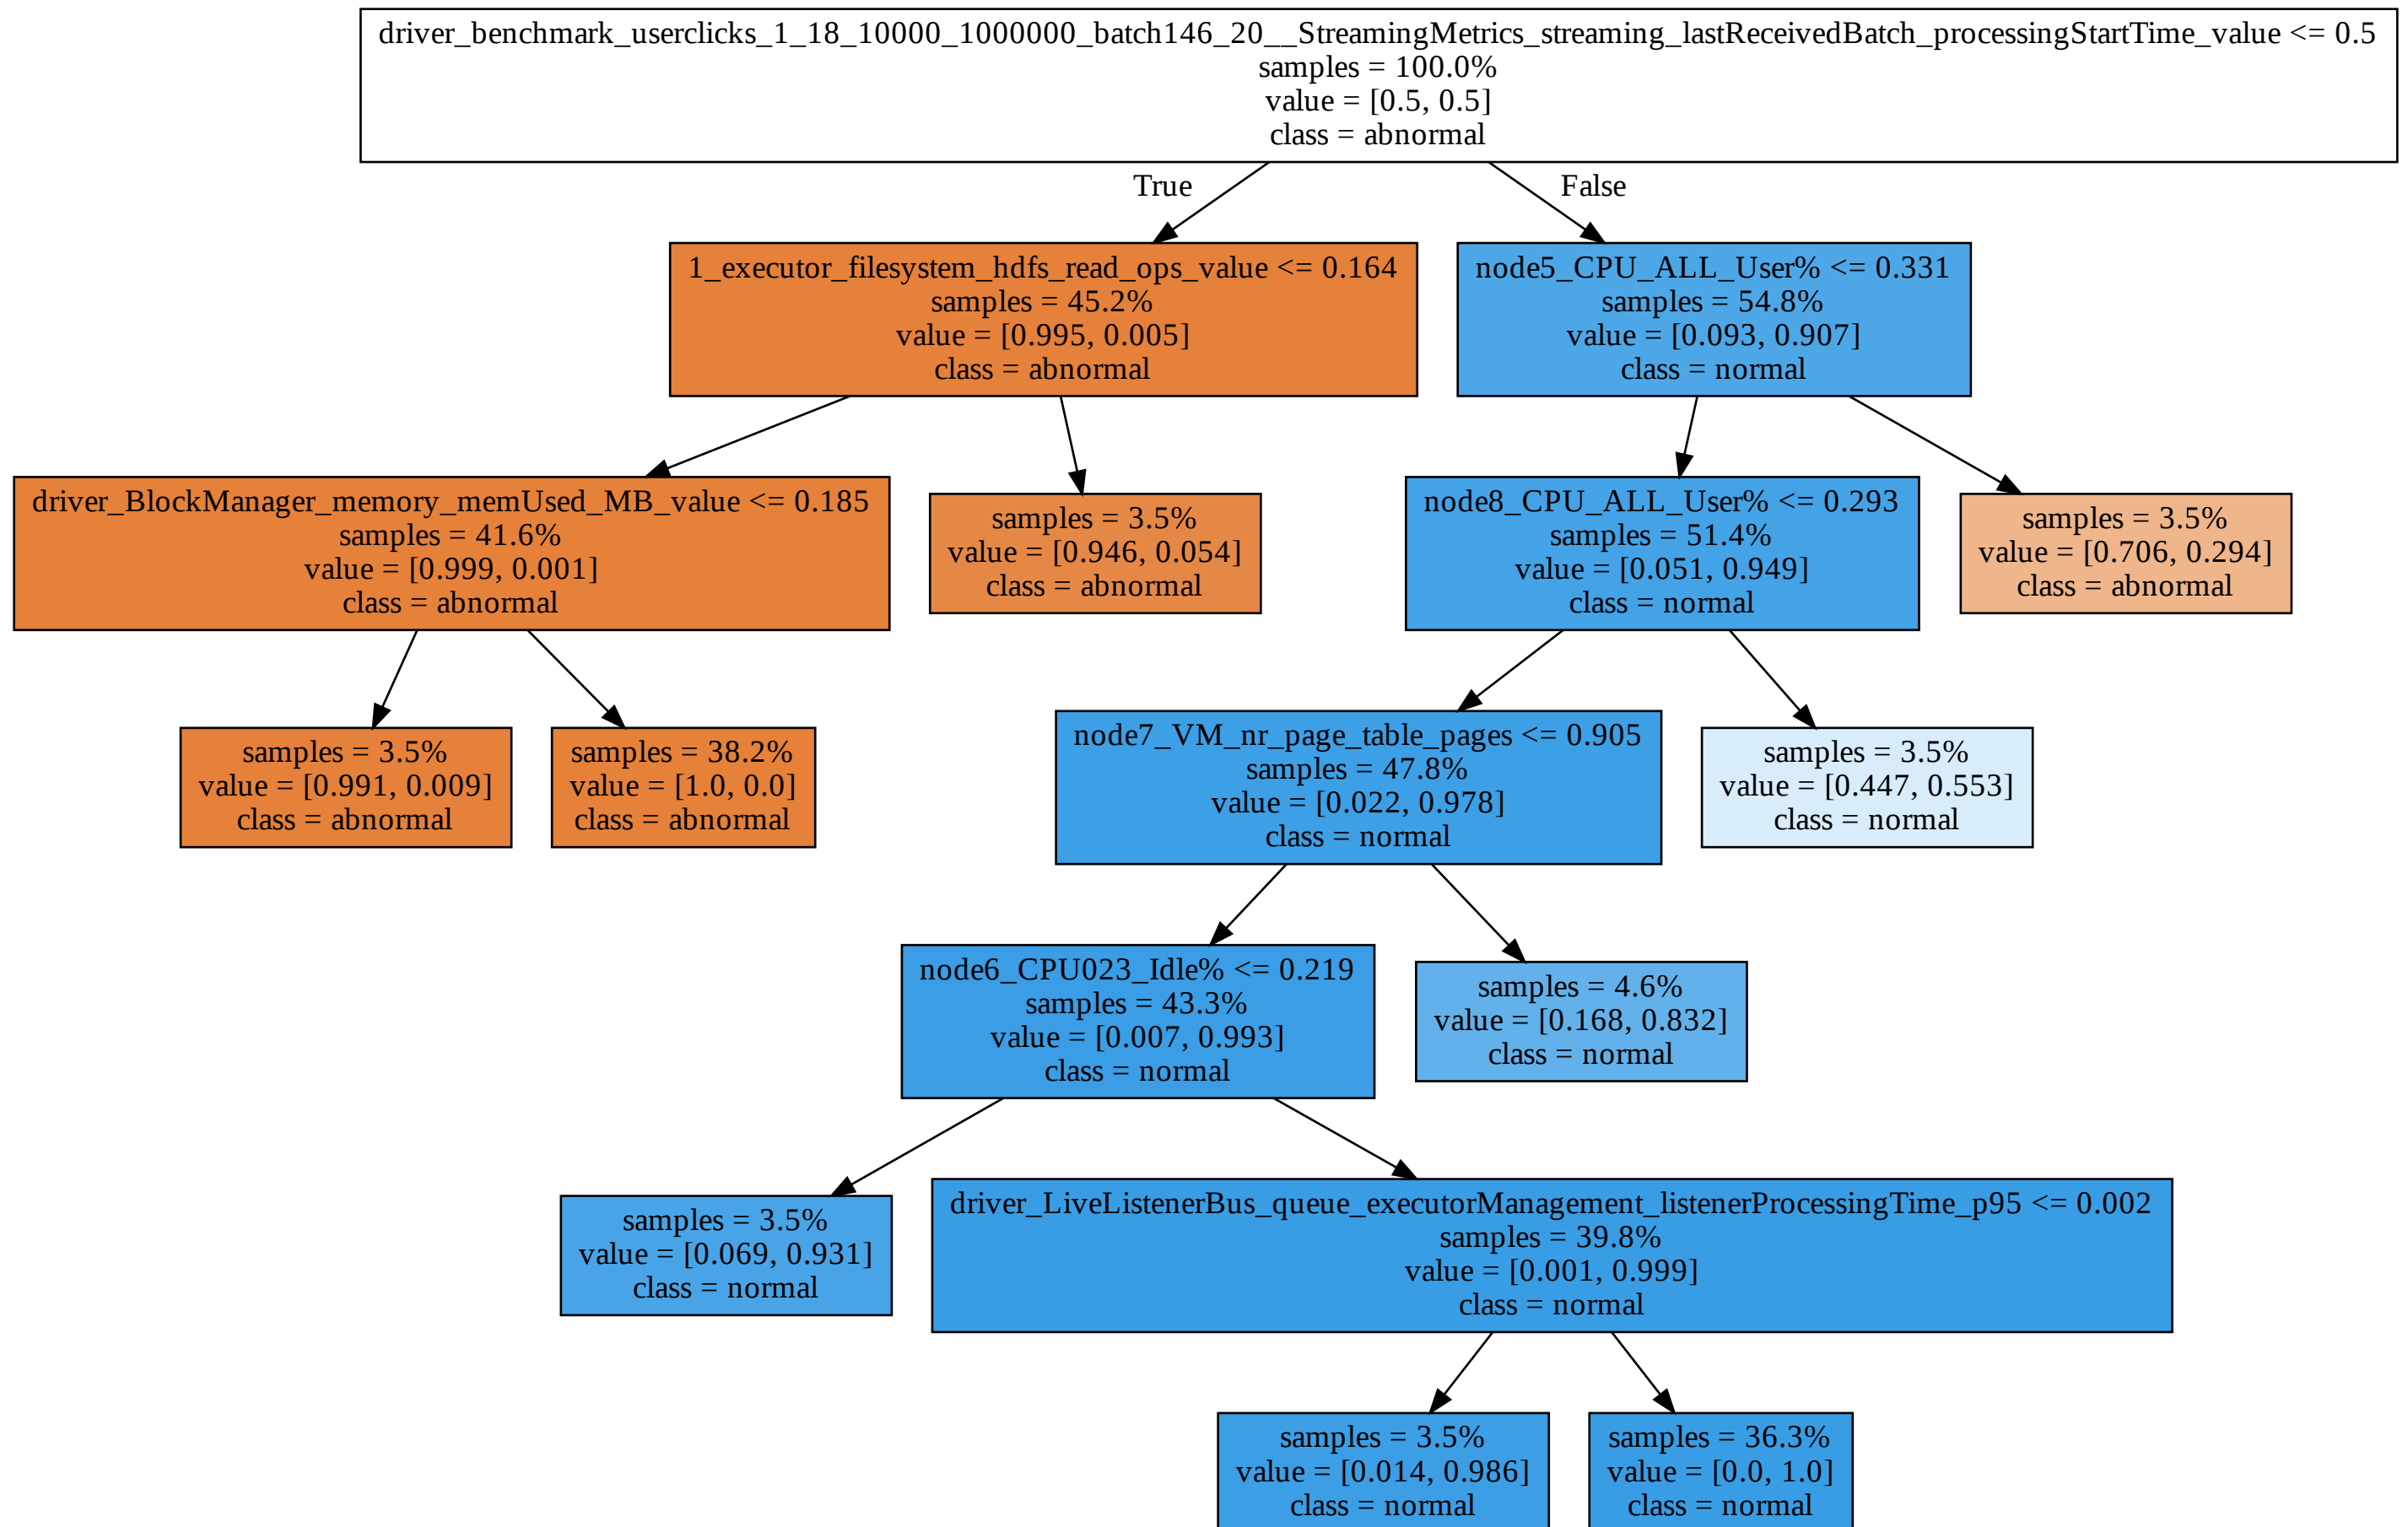 driver_benchmark_userclicks_1_18_10000_1000000_batch146_20__StreamingMetrics_streaming_lastReceivedBatch_processingStartTime_value <= 0.5
samples = 100.0%
value = [0.5, 0.5]
class = abnormal
True
False
1_executor_filesystem_hdfs_read_ops_value <= 0.164
samples = 45.2%
value = [0.995, 0.005]
class = abnormal
node5_CPU_ALL_User% <= 0.331
samples = 54.8%
value = [0.093, 0.907]
class = normal
driver_BlockManager_memory_memUsed_MB_value <= 0.185
samples = 41.6%
value = [0.999, 0.001]
class = abnormal
samples = 3.5%
value = [0.946, 0.054]
class = abnormal
node8_CPU_ALL_User% <= 0.293
samples = 51.4%
value = [0.051, 0.949]
class = normal
samples = 3.5%
value = [0.706, 0.294]
class = abnormal
samples = 3.5%
value = [0.991, 0.009]
class = abnormal
samples = 38.2%
value = [1.0, 0.0]
class = abnormal
node7_VM_nr_page_table_pages <= 0.905
samples = 47.8%
value = [0.022, 0.978]
class = normal
samples = 3.5%
value = [0.447, 0.553]
class = normal
node6_CPU023_Idle% <= 0.219
samples = 43.3%
value = [0.007, 0.993]
class = normal
samples = 4.6%
value = [0.168, 0.832]
class = normal
samples = 3.5%
value = [0.069, 0.931]
class = normal
driver_LiveListenerBus_queue_executorManagement_listenerProcessingTime_p95 <= 0.002
samples = 39.8%
value = [0.001, 0.999]
class = normal
samples = 3.5%
value = [0.014, 0.986]
class = normal
samples = 36.3%
value = [0.0, 1.0]
class = normal